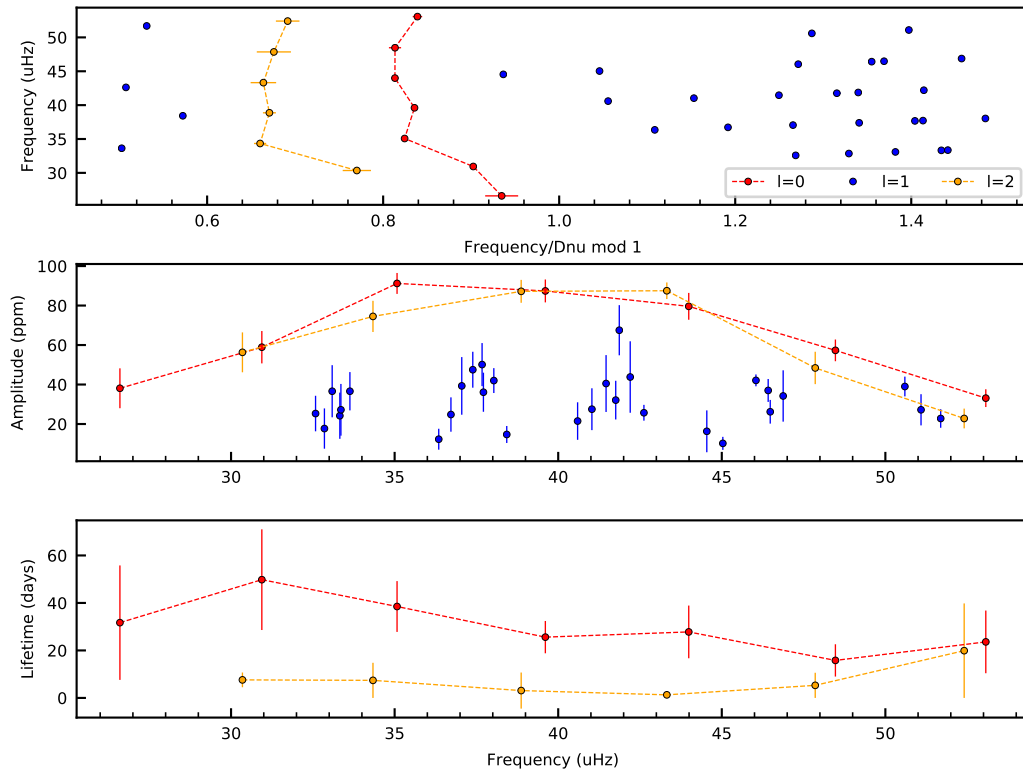 Frequency (uHz)
50
45
40
35
30
l=0 l=1 l=2
0.6 0.8 1.0 1.2 1.4
Frequency/Dnu mod 1
Amplitude (ppm)
100
80
60
40
20
30 35 40 45 50
Lifetime (days)
60
40
20
0
30 35 40 45 50
Frequency (uHz)